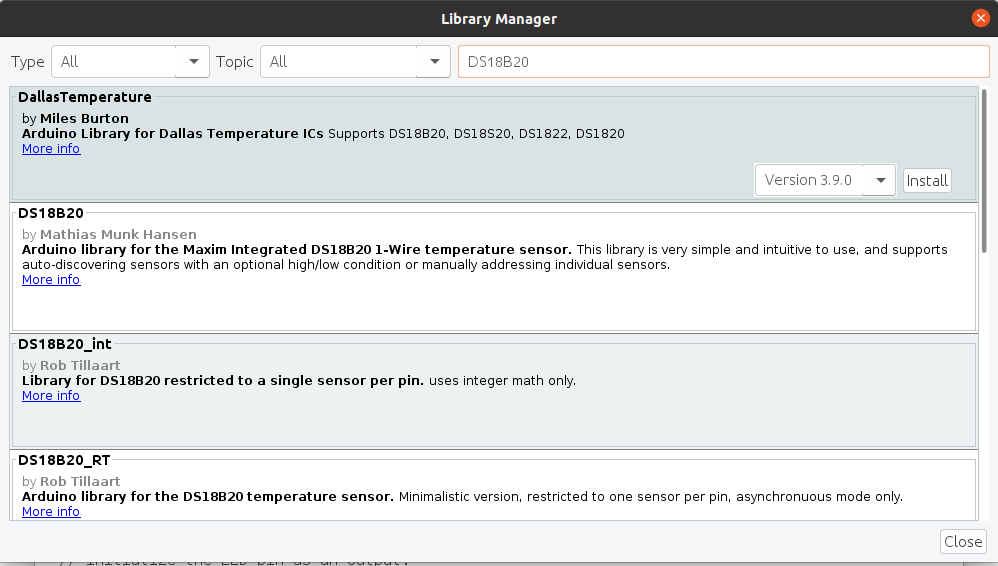 Library Manager
Type All Topic All DS18B20
DallasTemperature
by Miles Burton
Arduino Library for Dallas Temperature ICs Supports DS18B20, DS18S20, DS1822, DS1820
More info
Version 3.9.0 Install
DS18B20
by Mathias Munk Hansen
Arduino library for the Maxim Integrated DS18B20 1-Wire temperature sensor. This library is very simple and intuitive to use, and supports
auto-discovering sensors with an optional high/low condition or manually addressing individual sensors.
More info
DS18B20_int
by Rob Tillaart
Library for DS18B20 restricted to a single sensor per pin. uses integer math only.
More info
DS18B20_RT
by Rob Tillaart
Arduino library for the DS18B20 temperature sensor. Minimalistic version, restricted to one sensor per pin, asynchronuous mode only.
More info
Close
// initialize the LED pin as an output: